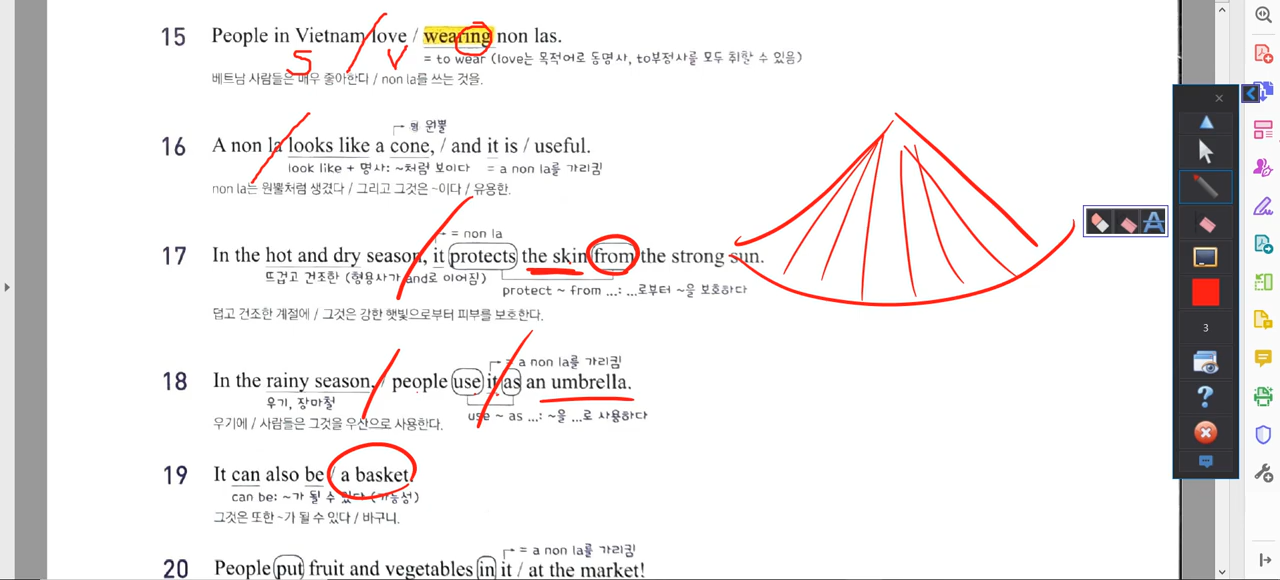 15 People in Vietnam love / wearing non las.
S V
= to wear (love는 목적어로 동명사, to부정사를 모두 취할 수 있음)
베트남 사람들은 매우 좋아한다 / non la를 쓰는 것을.
명 원뿔
16 A non la looks like a cone, / and it is / useful.
look like + 명사: ~처럼 보이다 = a non la를 가리킴
non la는 원뿔처럼 생겼다 / 그리고 그것은 ~이다 / 유용한.
= non la
17 In the hot and dry season, it protects the skin from the strong sun.
뜨겁고 건조한 (형용사가 and로 이어짐)
protect ~ from ...: ...로부터 ~을 보호하다
덥고 건조한 계절에 / 그것은 강한 햇빛으로부터 피부를 보호한다.
= a non la를 가리킴
18 In the rainy season, / people use it as an umbrella.
우기, 장마철
use ~ as ...: ~을 ...로 사용하다
우기에 / 사람들은 그것을 우산으로 사용한다.
19 It can also be / a basket.
can be: ~가 될 수 있다 (가능성)
그것은 또한 ~가 될 수 있다 / 바구니.
= a non la를 가리킴
20 People put fruit and vegetables in it / at the market!
3